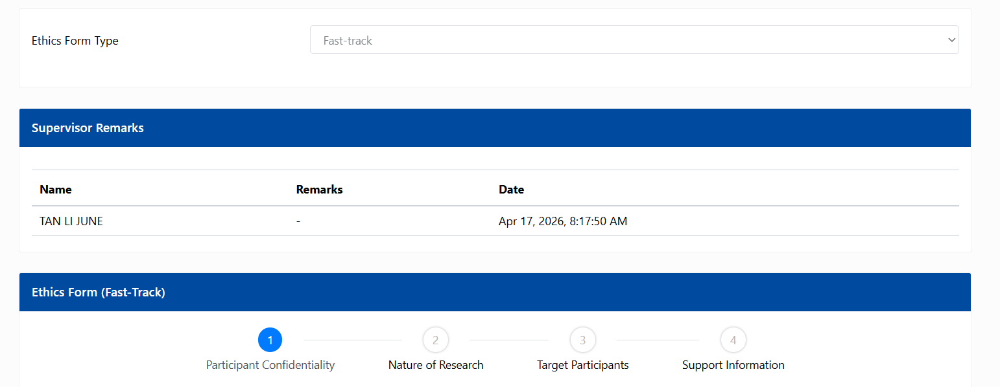 Ethics Form Type
Fast-track
Supervisor Remarks
Name Remarks Date
TAN LI JUNE - Apr 17, 2026, 8:17:50 AM
Ethics Form (Fast-Track)
1 2 3 4
Participant Confidentiality Nature of Research Target Participants Support Information